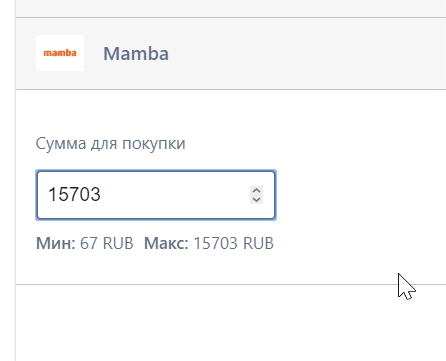 mamba Mamba
Сумма для покупки
15703
Мин: 67 RUB Макс: 15703 RUB